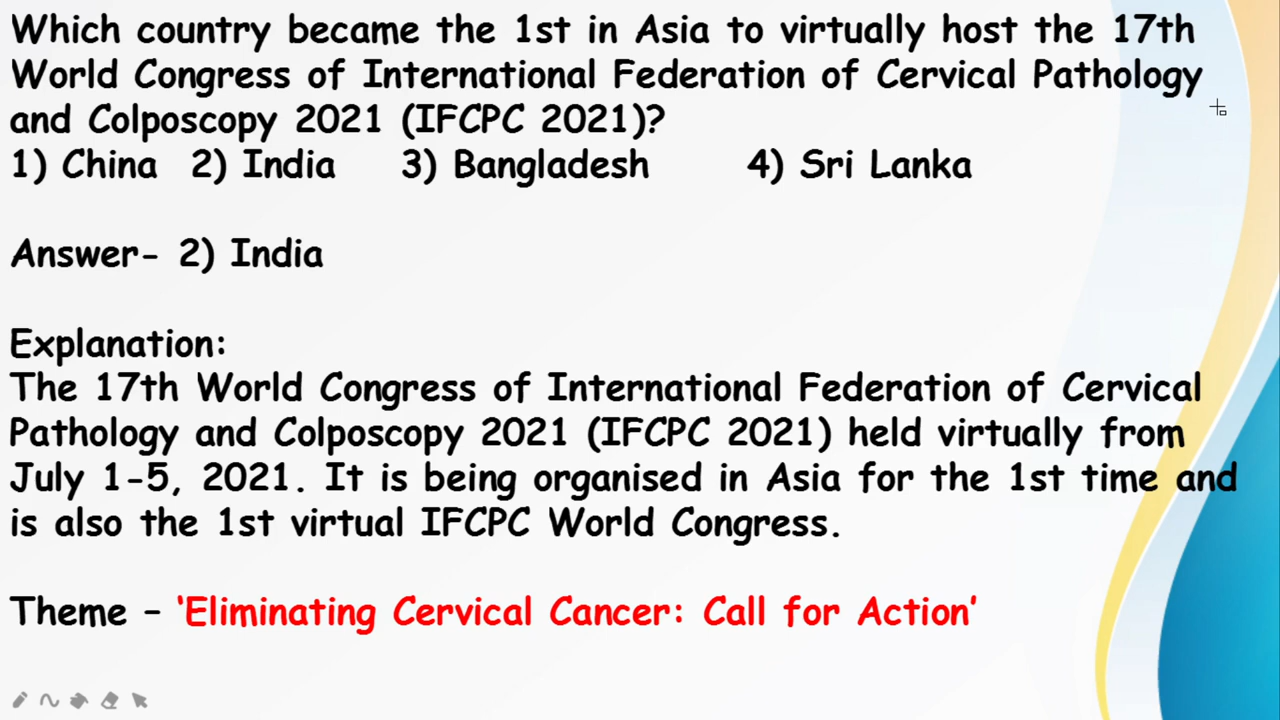 Which country became the 1st in Asia to virtually host the 17th
World Congress of International Federation of Cervical Pathology
and Colposcopy 2021 (IFCPC 2021)?
1) China 2) India 3) Bangladesh 4) Sri Lanka
Answer- 2) India
Explanation:
The 17th World Congress of International Federation of Cervical
Pathology and Colposcopy 2021 (IFCPC 2021) held virtually from
July 1-5, 2021. It is being organised in Asia for the 1st time and
is also the 1st virtual IFCPC World Congress.
Theme – ‘Eliminating Cervical Cancer: Call for Action’